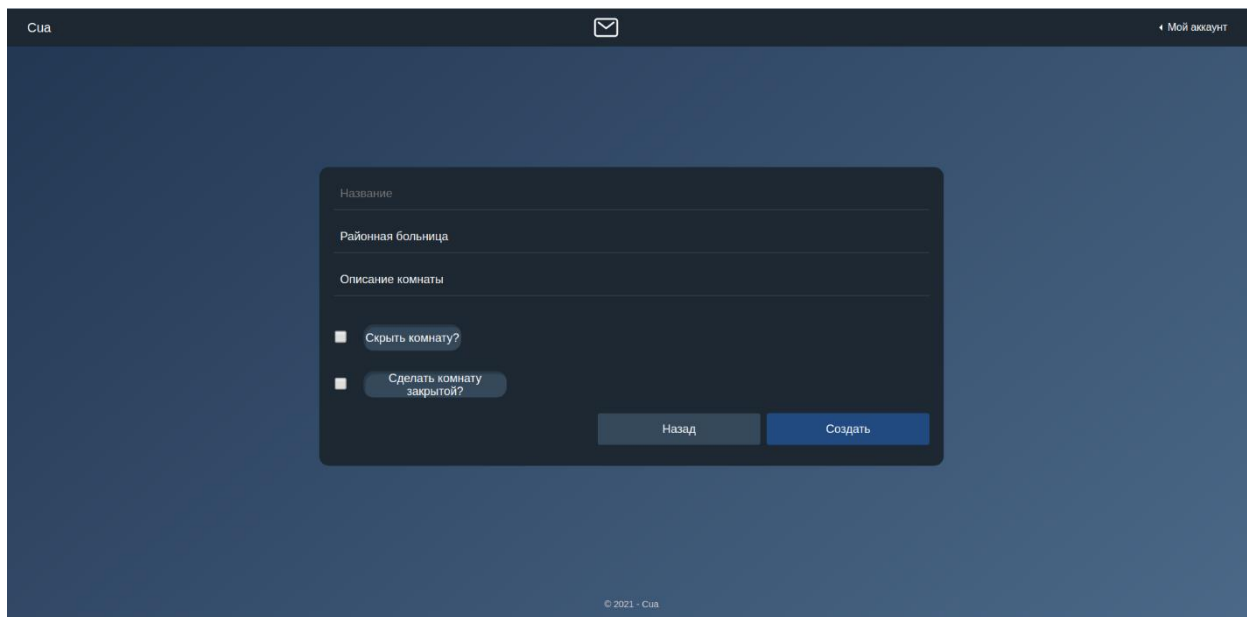 Cua
Мой аккаунт
Название
Районная больница
Описание комнаты
Скрыть комнату?
Сделать комнату
закрытой?
Назад
Создать
© 2021 - Cua